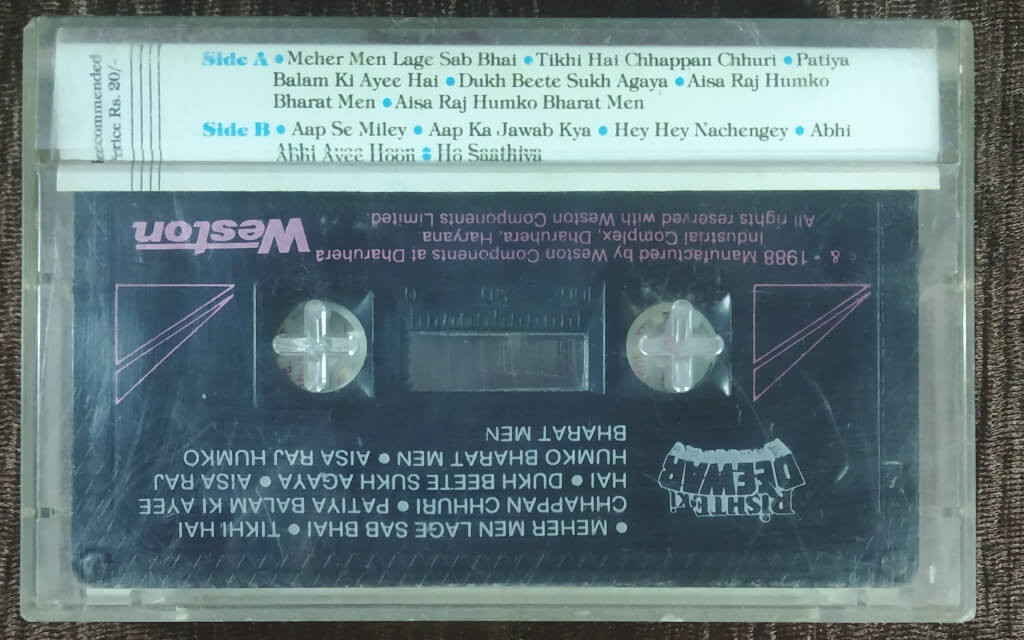 Recommended
Price Rs. 20/-
Side A • Meher Men Lage Sab Bhai • Tikhi Hai Chhappan Chhuri • Patiya
Balam Ki Ayee Hai • Dukh Beete Sukh Agaya • Aisa Raj Humko
Bharat Men • Aisa Raj Humko Bharat Men
Side B • Aap Se Miley • Aap Ka Jawab Kya • Hey Hey Nachengey • Abhi
Abhi Ayee Hoon • Ho Saathiya
RISHTE KI
DEEWAR
• MEHER MEN LAGE SAB BHAI • TIKHI HAI
CHHAPPAN CHHURI • PATIYA BALAM KI AYEE
HAI • DUKH BEETE SUKH AGAYA • AISA RAJ
HUMKO BHARAT MEN • AISA RAJ HUMKO
BHARAT MEN
100 50 0
& 1988 Manufactured by Weston Components at Dharuhera
Industrial Complex, Dharuhera, Haryana.
All rights reserved with Weston Components Limited.
Weston